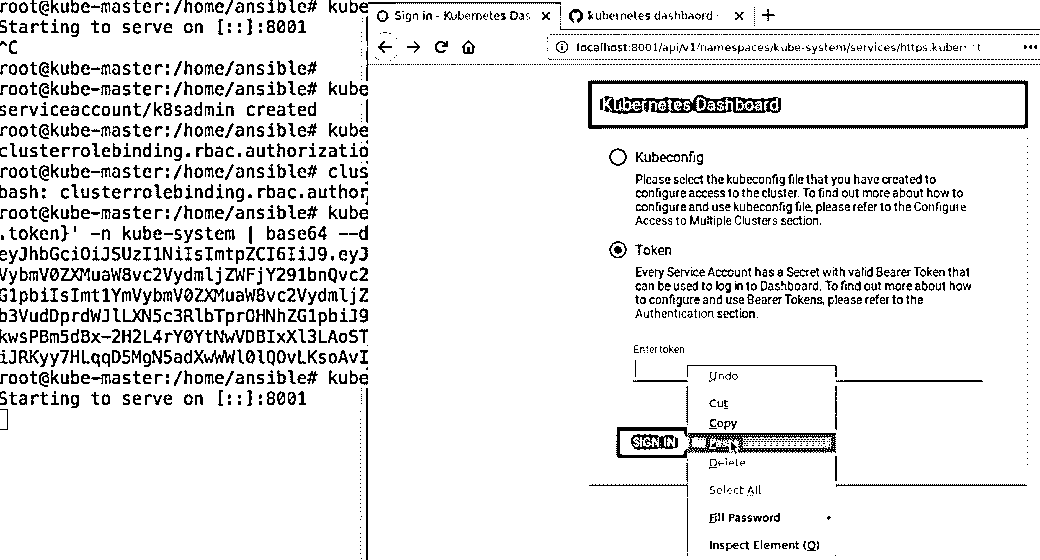 root@kube-master:/home/ansible# kube
Starting to serve on [::]:8001
^C
root@kube-master:/home/ansible#
root@kube-master:/home/ansible# kube
serviceaccount/k8sadmin created
root@kube-master:/home/ansible# kube
clusterrolebinding.rbac.authorizatio
root@kube-master:/home/ansible# clus
bash: clusterrolebinding.rbac.author
root@kube-master:/home/ansible# kube
.token}' -n kube-system | base64 --d
eyJhbGciOiJSUzI1NiIsImtpZCI6IiJ9.eyJ
VybmV0ZXMuaW8vc2VydmljZWFjY291bnQvc2
G1pbiIsImt1YmVybmV0ZXMuaW8vc2VydmljZ
b3VudDprdWJlLXN5c3RlbTprOHNhZG1pbiJ9
kwsPBm5dBx-2H2L4rY0YtNwVDBIxXl3LAoST
iJRKyy7HLqqD5MgN5adXwWWl0lQOvLKsoAvI
root@kube-master:/home/ansible# kube
Starting to serve on [::]:8001
Sign in - Kubernetes Das
kubernetes dashbaord
localhost:8001/api/v1/namespaces/kube-system/services/https:kuber
Kubernetes Dashboard
Kubeconfig
Please select the kubeconfig file that you have created to
configure access to the cluster. To find out more about how to
configure and use kubeconfig file, please refer to the Configure
Access to Multiple Clusters section.
Token
Every Service Account has a Secret with valid Bearer Token that
can be used to log in to Dashboard. To find out more about how
to configure and use Bearer Tokens, please refer to the
Authentication section.
Enter token
Undo
Cut
Copy
SIGN IN
Paste
Delete
Select All
Fill Password
Inspect Element (Q)